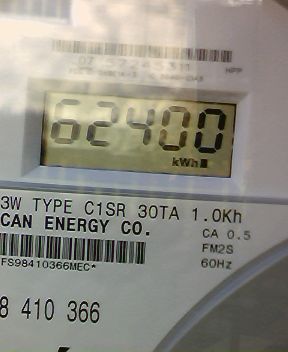 62400
kWh
3W TYPE C1SR 30TA 1.0Kh
CAN ENERGY CO.
CA 0.5
FM2S
FS98410366MEC*
60Hz
8 410 366